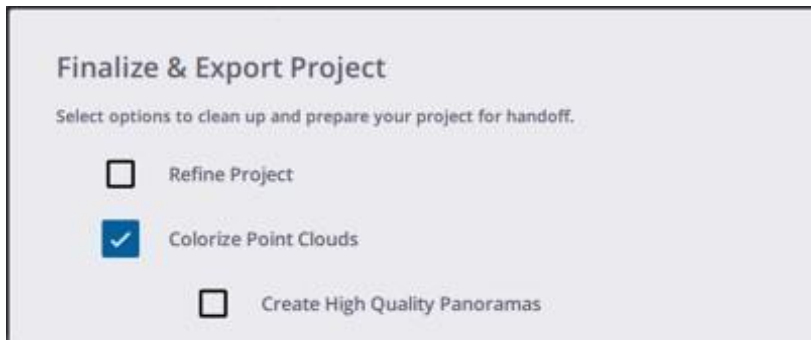 Finalize & Export Project
Select options to clean up and prepare your project for handoff.
Refine Project
Colorize Point Clouds
Create High Quality Panoramas